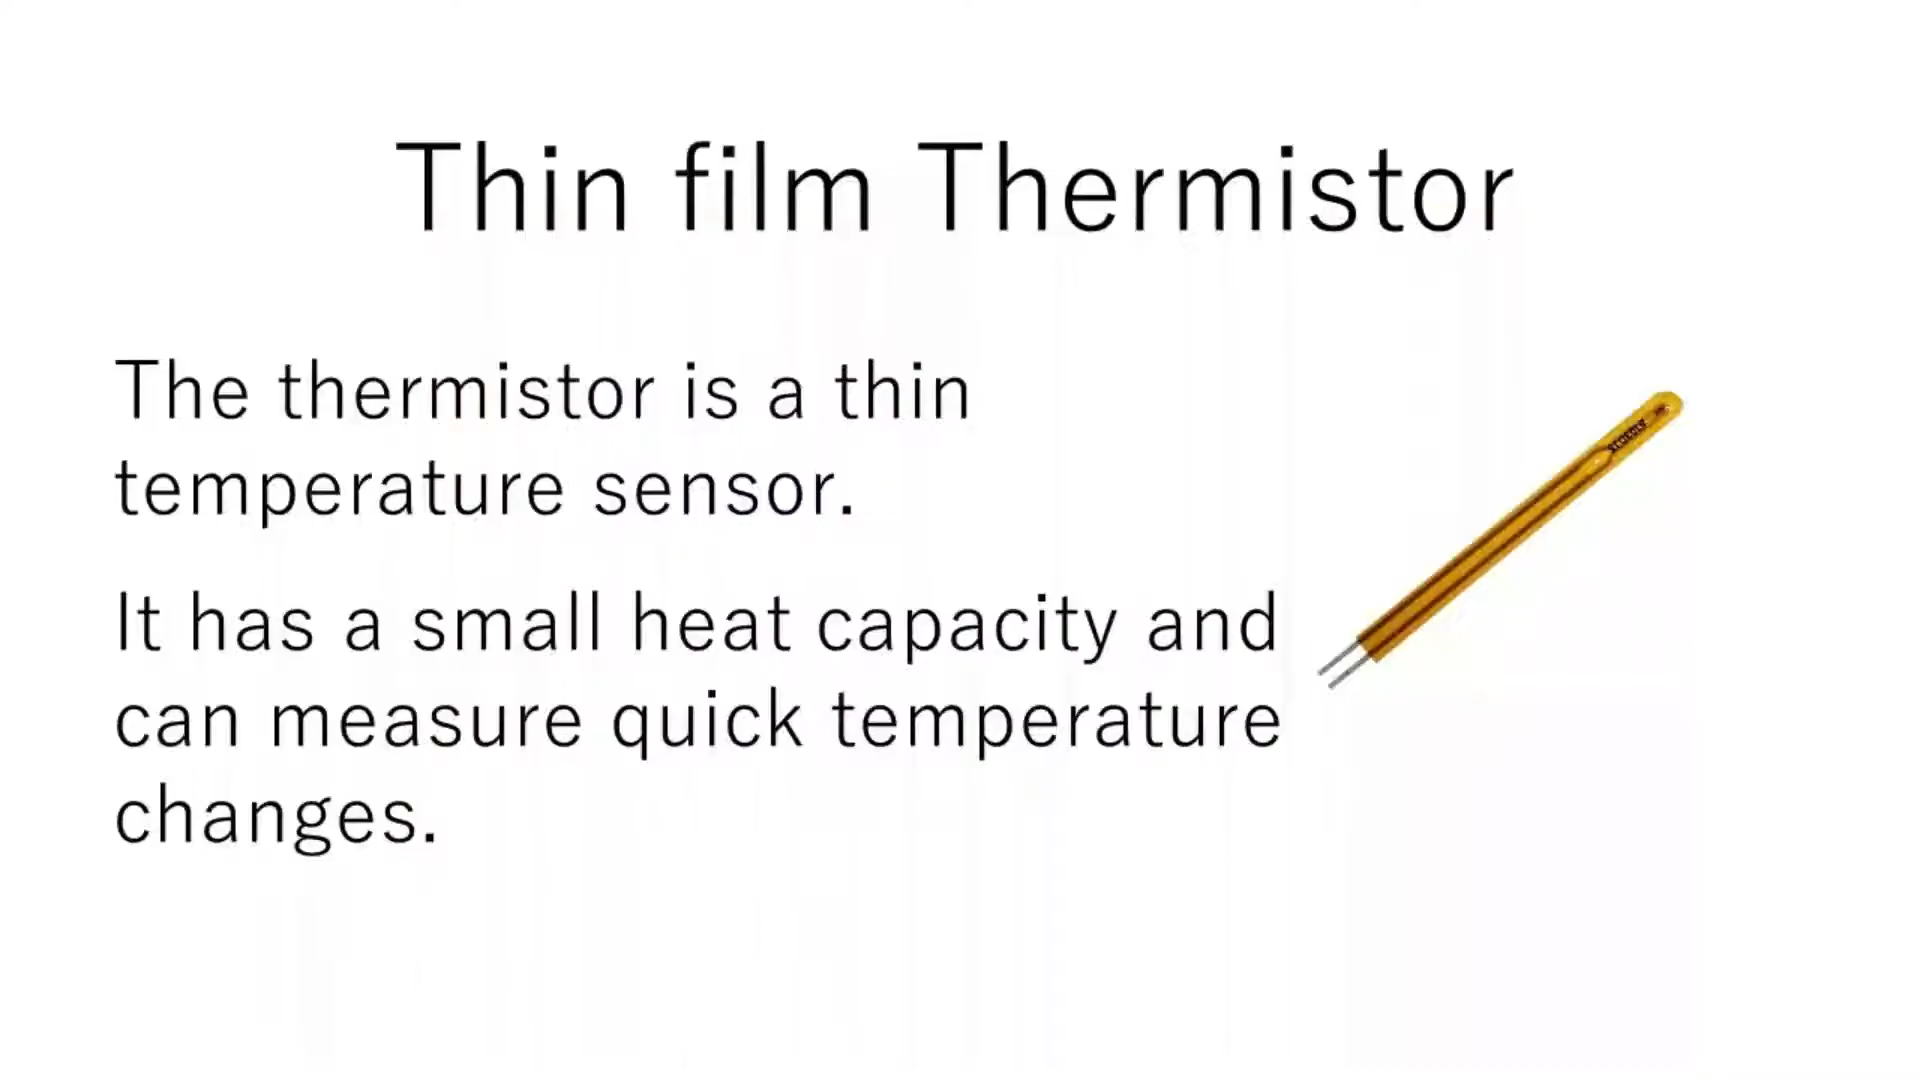 Thin film Thermistor
The thermistor is a thin
temperature sensor.
It has a small heat capacity and
can measure quick temperature
changes.